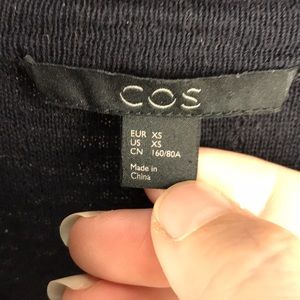 COS
EUR XS
US XS
CN 160/80A
Made in
China